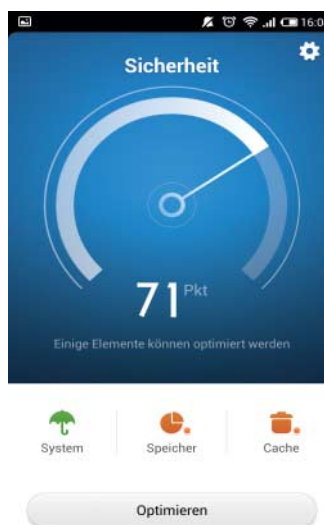 16:0
Sicherheit
71 Pkt
Einige Elemente können optimiert werden
System Speicher Cache
Optimieren